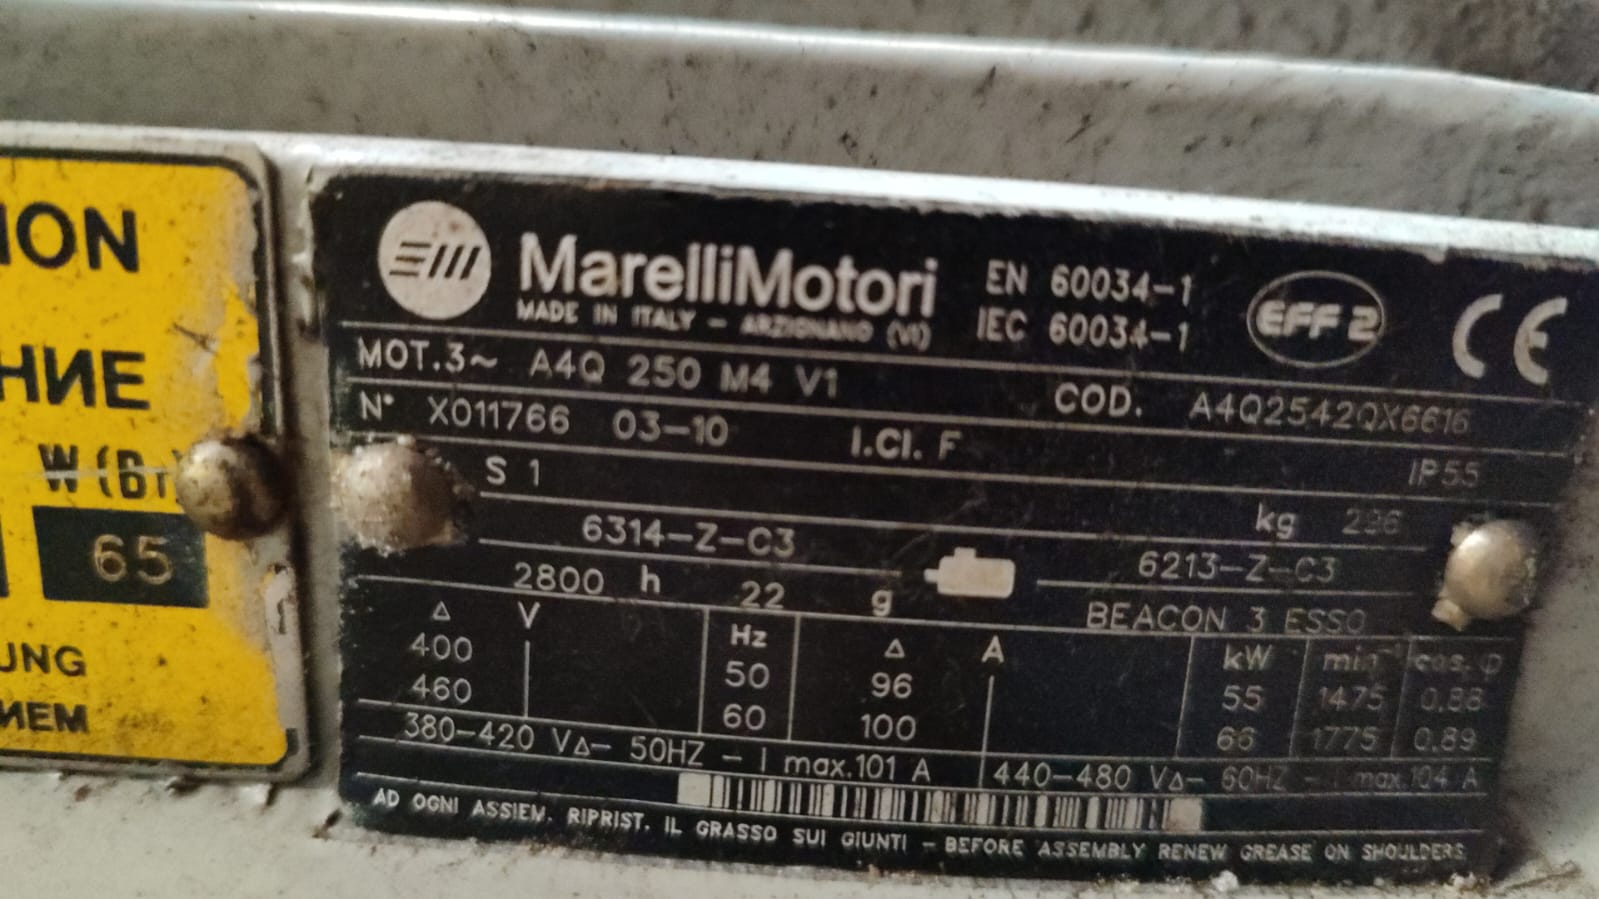 ION
НИЕ
W(Bт)
65
UNG
ИЕМ
MarelliMotori
MADE IN ITALY - ARZIGNANO (VI)
EN 60034-1
IEC 60034-1
EFF 2
CE
MOT.3~ A4Q 250 M4 V1
COD. A4Q2542QX6616
N° X011766 03-10 I.Cl. F IP55
S 1 kg 296
6314-Z-C3 6213-Z-C3
2800 h 22 g BEACON 3 ESSO
Δ V Hz Δ A kW min⁻¹ cos. φ
400 50 96 55 1475 0.88
460 60 100 66 1775 0.89
380-420 VΔ- 50HZ - I max.101 A 440-480 VΔ- 60HZ - I max.104 A
AD OGNI ASSIEM. RIPRIST. IL GRASSO SUI GIUNTI - BEFORE ASSEMBLY RENEW GREASE ON SHOULDERS